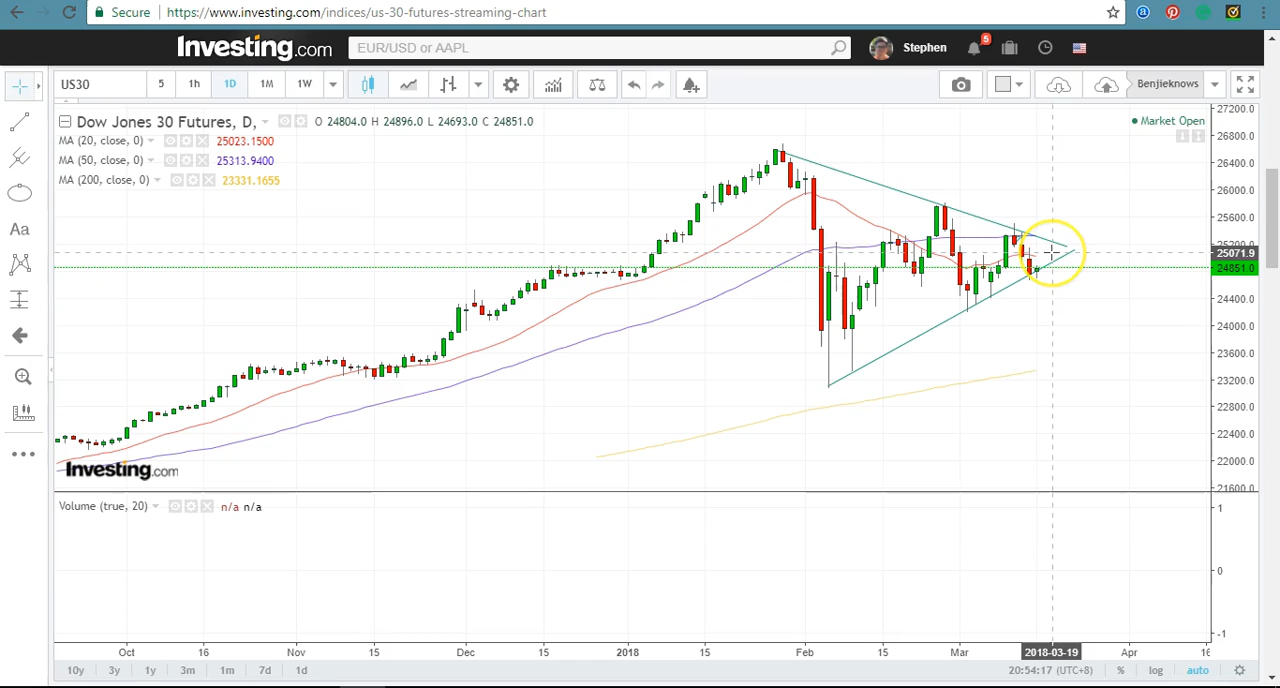 Secure
https://www.investing.com/indices/us-30-futures-streaming-chart
Investing.com
EUR/USD or AAPL
Stephen
5
US30
5
1h
1D
1M
1W
Benjieknows
Dow Jones 30 Futures, D,
O 24804.0 H 24896.0 L 24693.0 C 24851.0
Market Open
MA (20, close, 0)
25023.1500
MA (50, close, 0)
25313.9400
MA (200, close, 0)
23331.1655
Aa
27200.0
26800.0
26400.0
26000.0
25600.0
25200.0
25071.9
24851.0
24400.0
24000.0
23600.0
23200.0
22800.0
22400.0
22000.0
21600.0
Investing.com
Volume (true, 20)
n/a n/a
1
0
-1
Oct
16
Nov
15
Dec
15
2018
15
Feb
15
Mar
2018-03-19
Apr
16
10y
3y
1y
3m
1m
7d
1d
20:54:17 (UTC+8)
%
log
auto